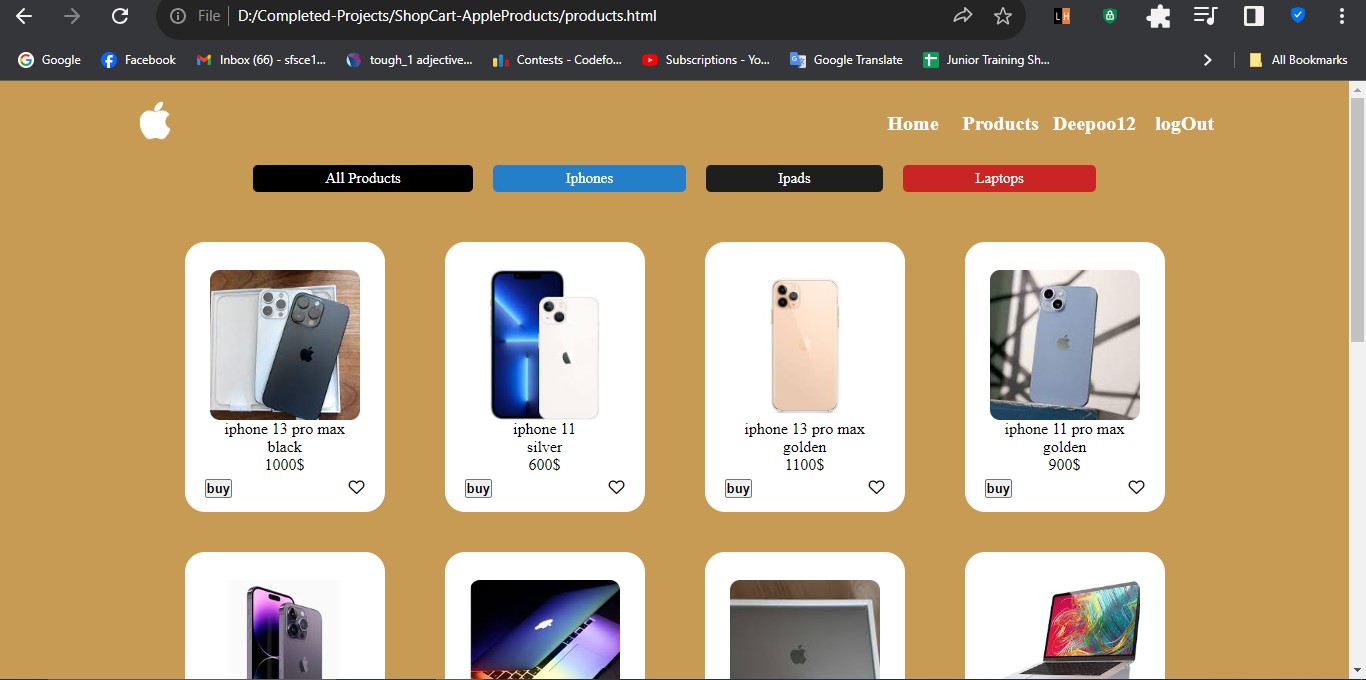 File D:/Completed-Projects/ShopCart-AppleProducts/products.html
L H
Google Facebook Inbox (66) - sfsce1... tough_1 adjective... Contests - Codefo... Subscriptions - Yo... Google Translate Junior Training Sh... All Bookmarks
Home Products Deepoo12 logOut
All Products Iphones Ipads Laptops
iphone 13 pro max iphone 11 iphone 13 pro max iphone 11 pro max
black silver golden golden
1000$ 600$ 1100$ 900$
buy buy buy buy